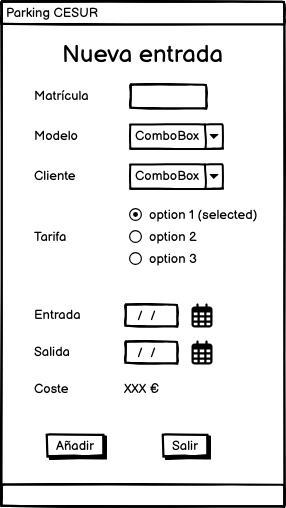 Parking CESUR
Nueva entrada
Matrícula
Modelo ComboBox
Cliente ComboBox
option 1 (selected)
Tarifa option 2
option 3
Entrada / /
Salida / /
Coste XXX €
Añadir Salir